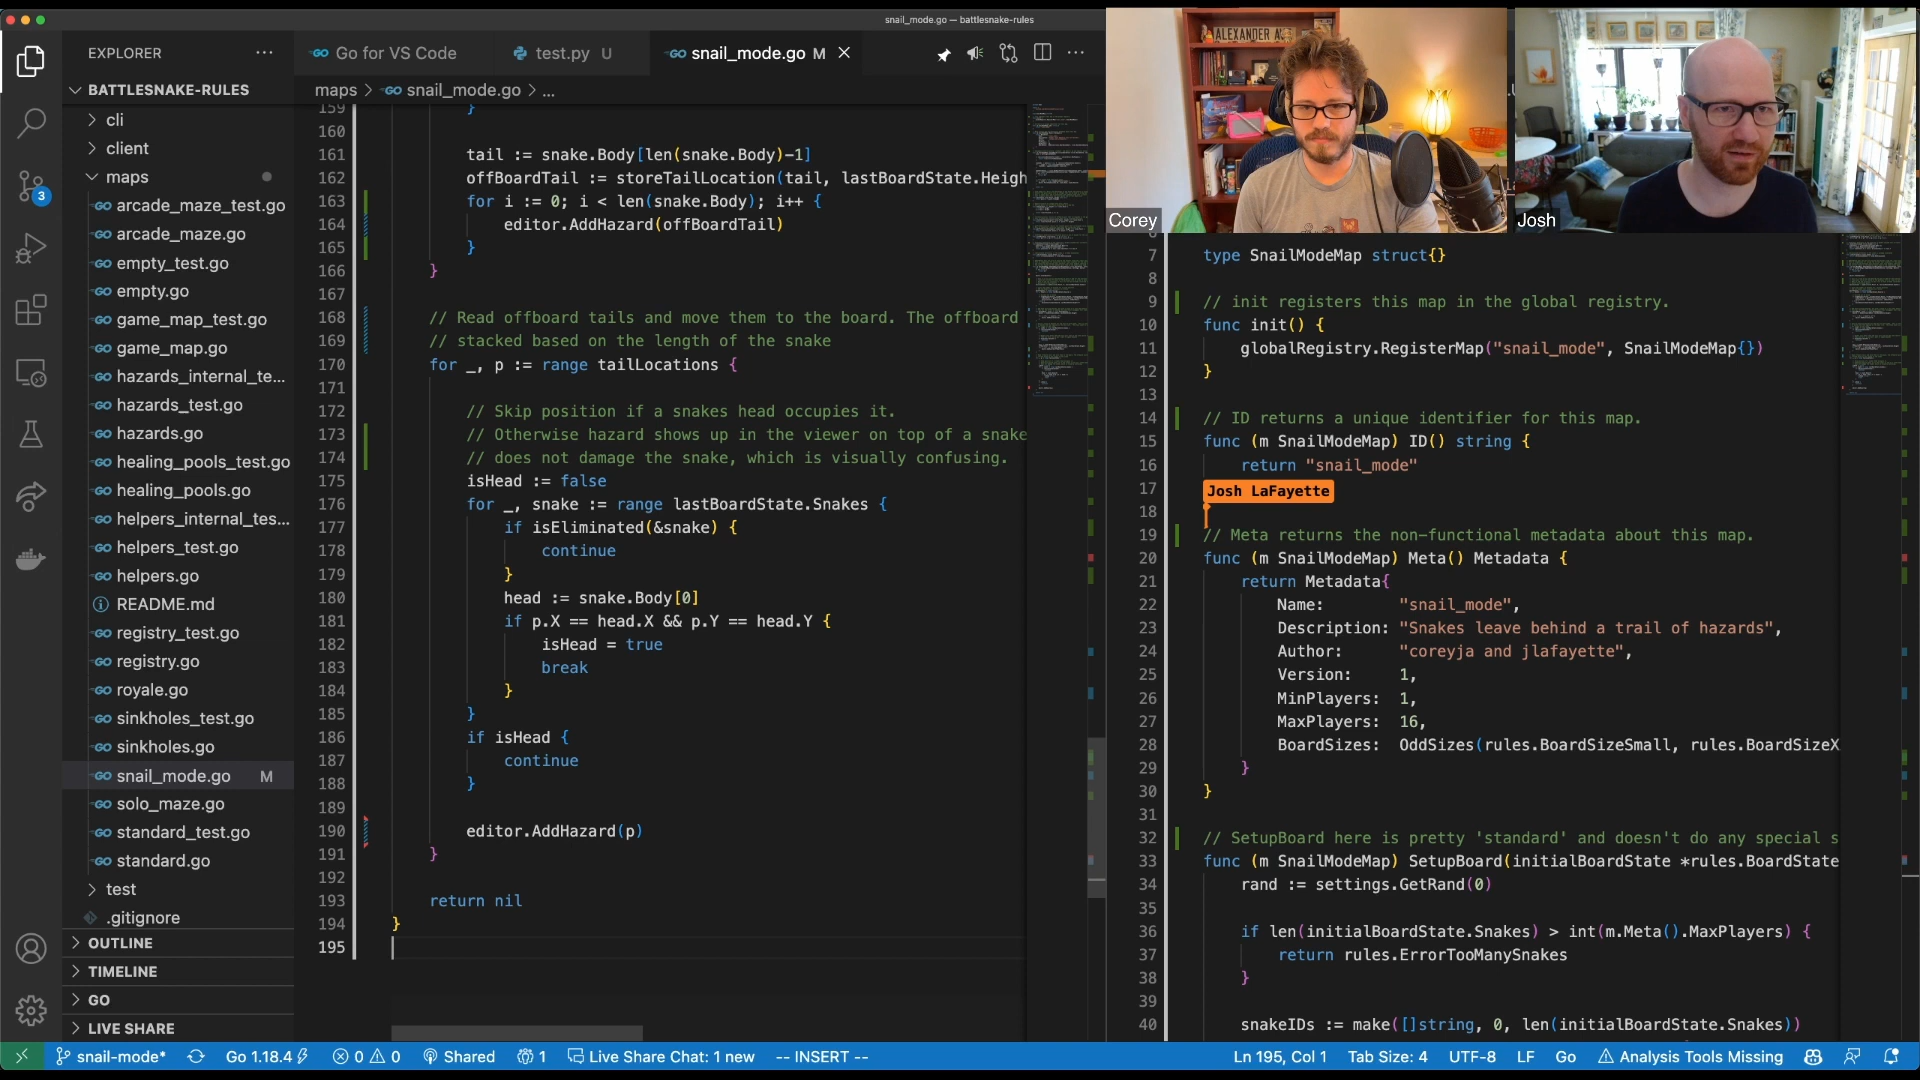 snail_mode.go — battlesnake-rules
EXPLORER
Go for VS Code
test.py U
snail_mode.go M
BATTLESNAKE-RULES
maps > snail_mode.go > ...
cli
client
maps
arcade_maze_test.go
arcade_maze.go
empty_test.go
empty.go
game_map_test.go
game_map.go
hazards_internal_te...
hazards_test.go
hazards.go
healing_pools_test.go
healing_pools.go
helpers_internal_tes...
helpers_test.go
helpers.go
README.md
registry_test.go
registry.go
royale.go
sinkholes_test.go
sinkholes.go
snail_mode.go M
solo_maze.go
standard_test.go
standard.go
test
.gitignore
OUTLINE
TIMELINE
GO
LIVE SHARE
3
159 }
160
161 tail := snake.Body[len(snake.Body)-1]
162 offBoardTail := storeTailLocation(tail, lastBoardState.Heigh
163 for i := 0; i < len(snake.Body); i++ {
164 editor.AddHazard(offBoardTail)
165 }
166 }
167
168 // Read offboard tails and move them to the board. The offboard
169 // stacked based on the length of the snake
170 for _, p := range tailLocations {
171
172 // Skip position if a snakes head occupies it.
173 // Otherwise hazard shows up in the viewer on top of a snake
174 // does not damage the snake, which is visually confusing.
175 isHead := false
176 for _, snake := range lastBoardState.Snakes {
177 if isEliminated(&snake) {
178 continue
179 }
180 head := snake.Body[0]
181 if p.X == head.X && p.Y == head.Y {
182 isHead = true
183 break
184 }
185 }
186 if isHead {
187 continue
188 }
189
190 editor.AddHazard(p)
191 }
192
193 return nil
194 }
195
ALEXANDER
Corey
Josh
7 type SnailModeMap struct{}
8
9 // init registers this map in the global registry.
10 func init() {
11 globalRegistry.RegisterMap("snail_mode", SnailModeMap{})
12 }
13
14 // ID returns a unique identifier for this map.
15 func (m SnailModeMap) ID() string {
16 return "snail_mode"
17 Josh LaFayette
18
19 // Meta returns the non-functional metadata about this map.
20 func (m SnailModeMap) Meta() Metadata {
21 return Metadata{
22 Name: "snail_mode",
23 Description: "Snakes leave behind a trail of hazards",
24 Author: "coreyja and jlafayette",
25 Version: 1,
26 MinPlayers: 1,
27 MaxPlayers: 16,
28 BoardSizes: OddSizes(rules.BoardSizeSmall, rules.BoardSizeX
29 }
30 }
31
32 // SetupBoard here is pretty 'standard' and doesn't do any special s
33 func (m SnailModeMap) SetupBoard(initialBoardState *rules.BoardState
34 rand := settings.GetRand(0)
35
36 if len(initialBoardState.Snakes) > int(m.Meta().MaxPlayers) {
37 return rules.ErrorTooManySnakes
38 }
39
40 snakeIDs := make([]string, 0, len(initialBoardState.Snakes))
snail-mode* Go 1.18.4 0 0 Shared 1 Live Share Chat: 1 new -- INSERT -- Ln 195, Col 1 Tab Size: 4 UTF-8 LF Go Analysis Tools Missing